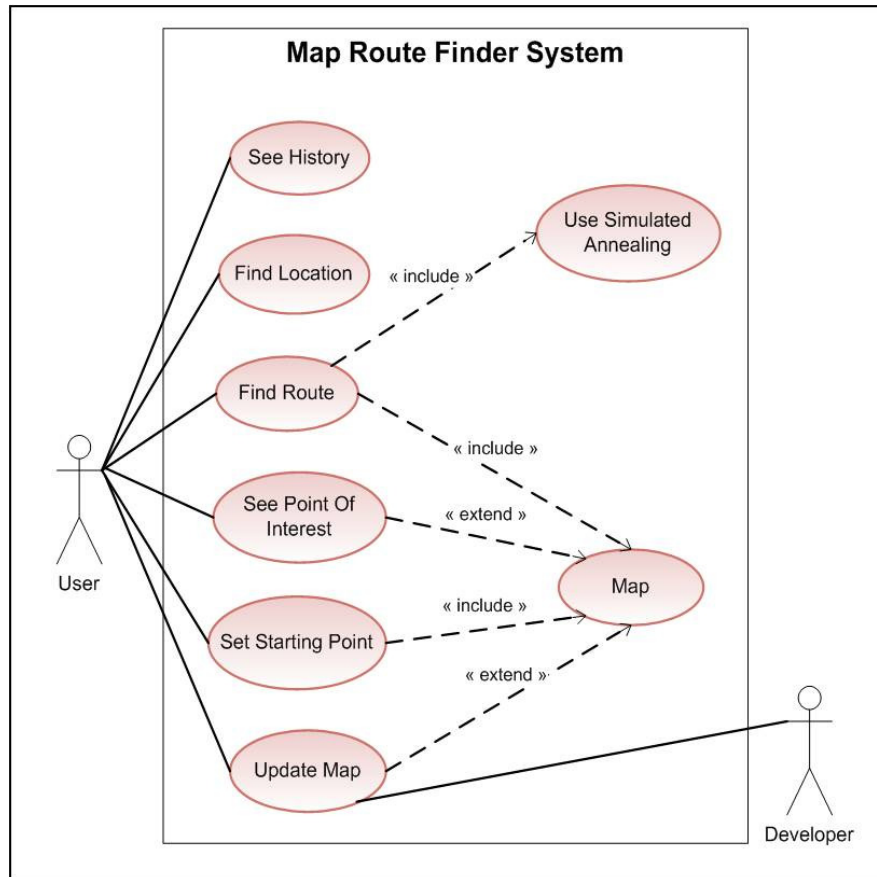 Map Route Finder System
See History
Use Simulated
Annealing
Find Location
« include »
Find Route
« include »
See Point Of
Interest
« extend »
User
Map
« include »
Set Starting Point
« extend »
Update Map
Developer